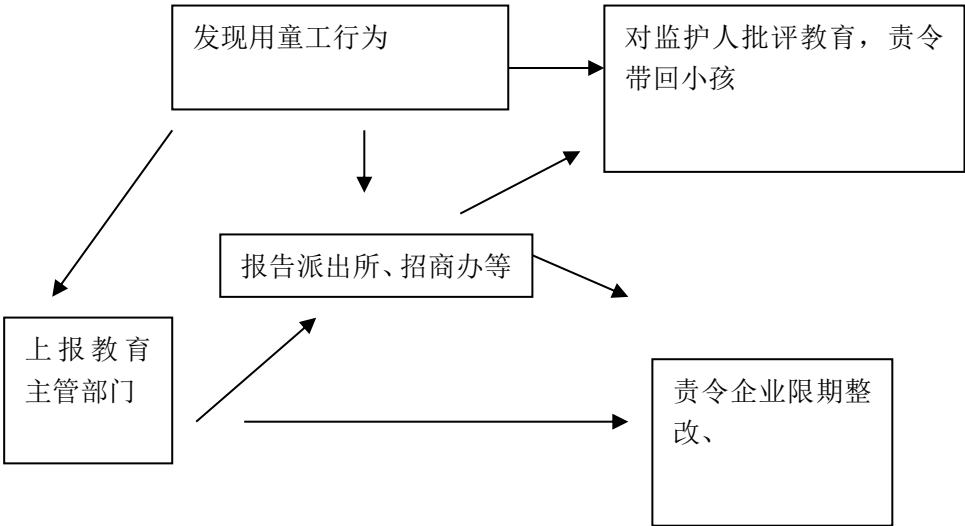 发现用童工行为
对监护人批评教育，责令
带回小孩
报告派出所、招商办等
上报教育
主管部门
责令企业限期整
改、